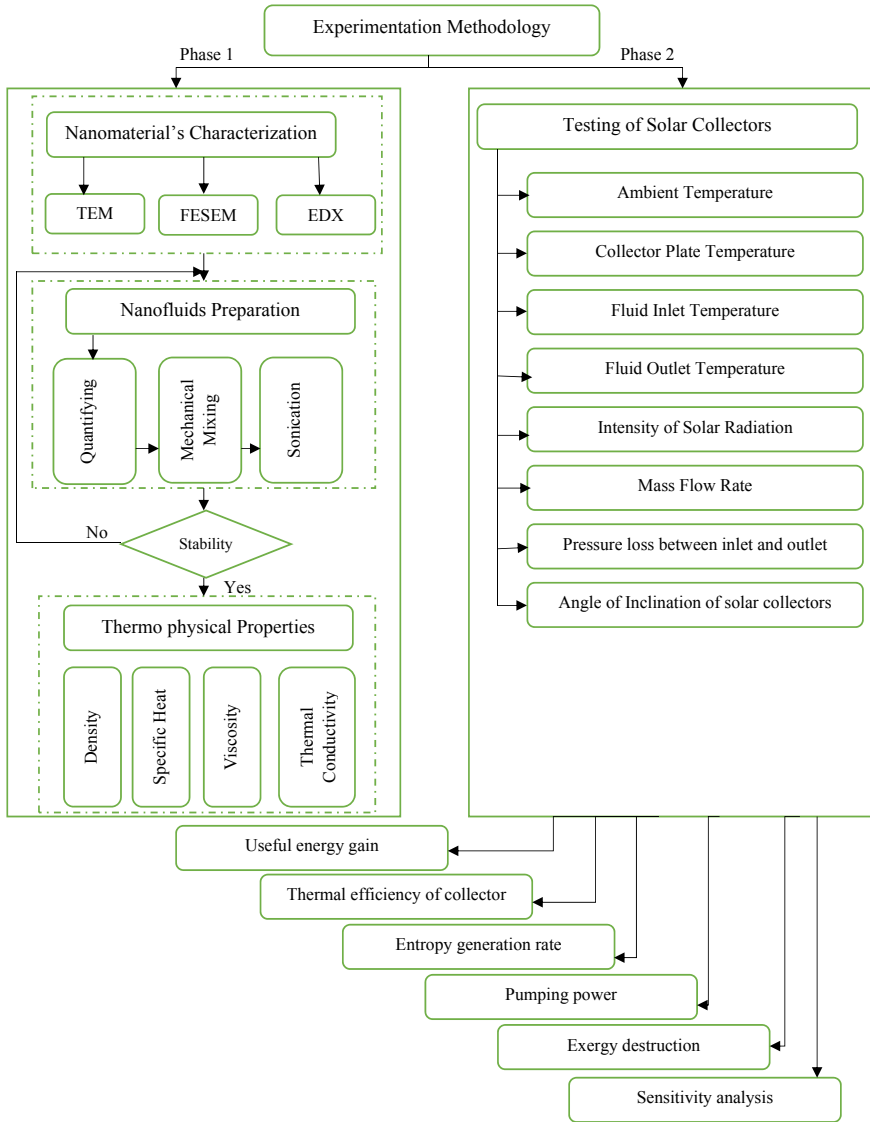 Experimentation Methodology
Phase 1
Phase 2
Nanomaterial’s Characterization
TEM
FESEM
EDX
Nanofluids Preparation
Quantifying
Mechanical
Mixing
Sonication
Stability
No
Yes
Thermo physical Properties
Density
Specific Heat
Viscosity
Thermal
Conductivity
Testing of Solar Collectors
Ambient Temperature
Collector Plate Temperature
Fluid Inlet Temperature
Fluid Outlet Temperature
Intensity of Solar Radiation
Mass Flow Rate
Pressure loss between inlet and outlet
Angle of Inclination of solar collectors
Useful energy gain
Thermal efficiency of collector
Entropy generation rate
Pumping power
Exergy destruction
Sensitivity analysis